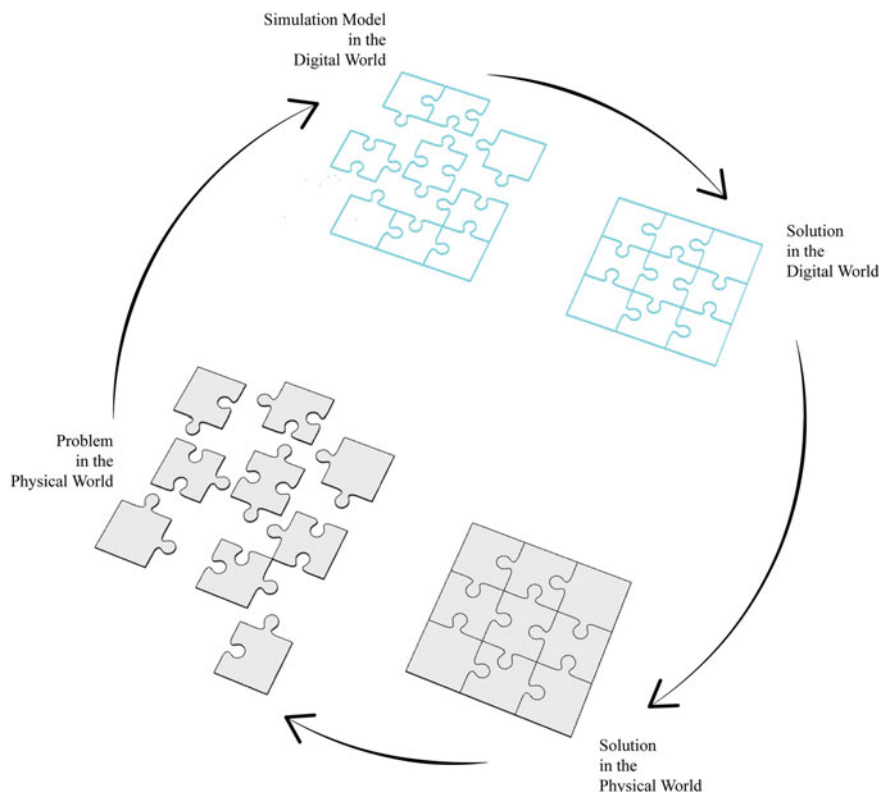 Simulation Model
in the
Digital World
Solution
in the
Digital World
Problem
in the
Physical World
Solution
in the
Physical World